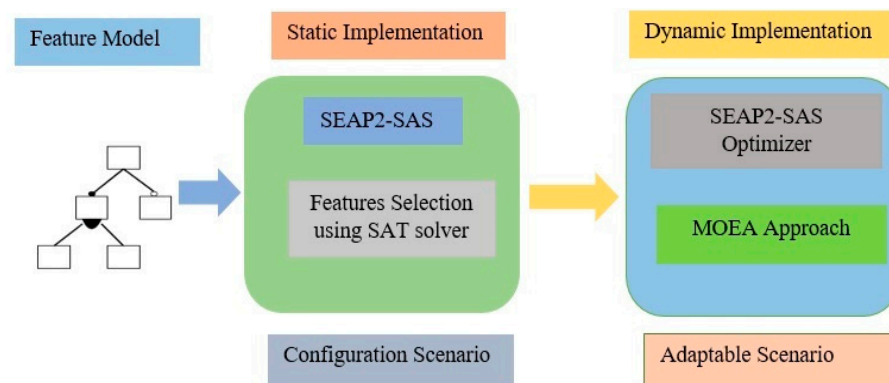 Feature Model
Static Implementation
Dynamic Implementation
SEAP2-SAS
Features Selection
using SAT solver
SEAP2-SAS
Optimizer
MOEA Approach
Configuration Scenario
Adaptable Scenario